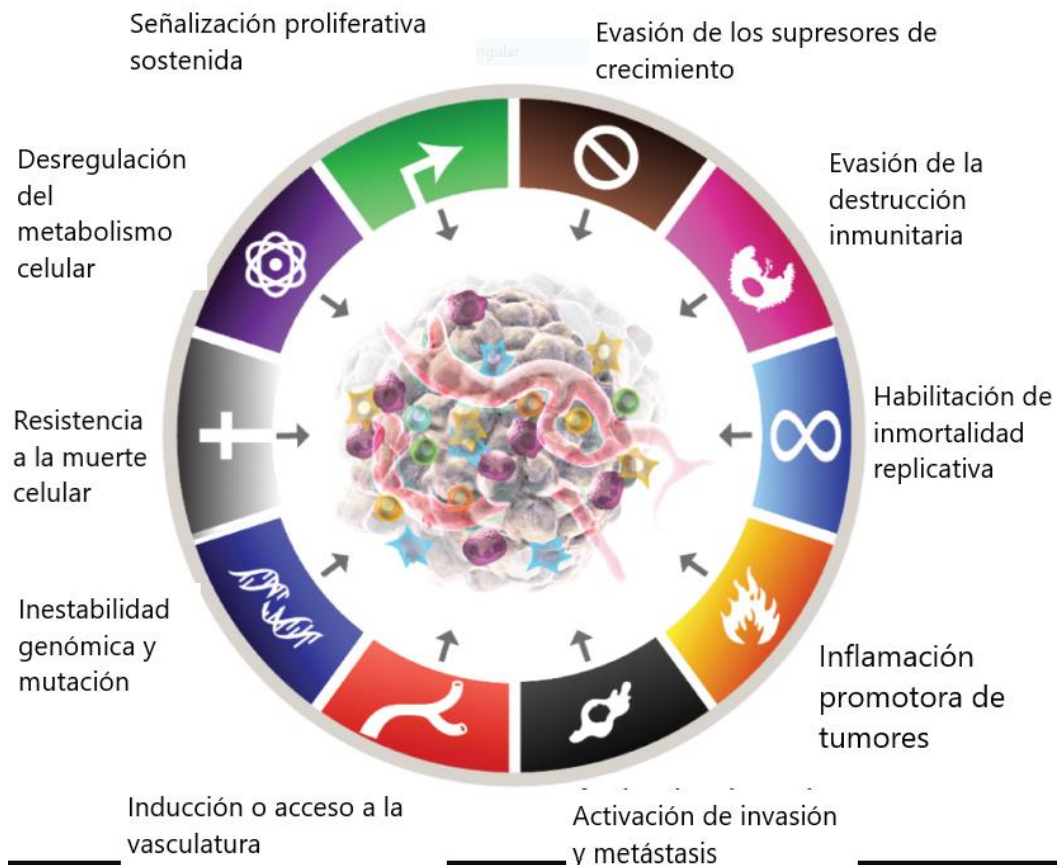 Señalización proliferativa
sostenida
Evasión de los supresores de
crecimiento
Desregulación
del
metabolismo
celular
Evasión de la
destrucción
inmunitaria
Resistencia
a la muerte
celular
Habilitación de
inmortalidad
replicativa
Inestabilidad
genómica y
mutación
Inflamación
promotora de
tumores
Inducción o acceso a la
vasculatura
Activación de invasión
y metástasis